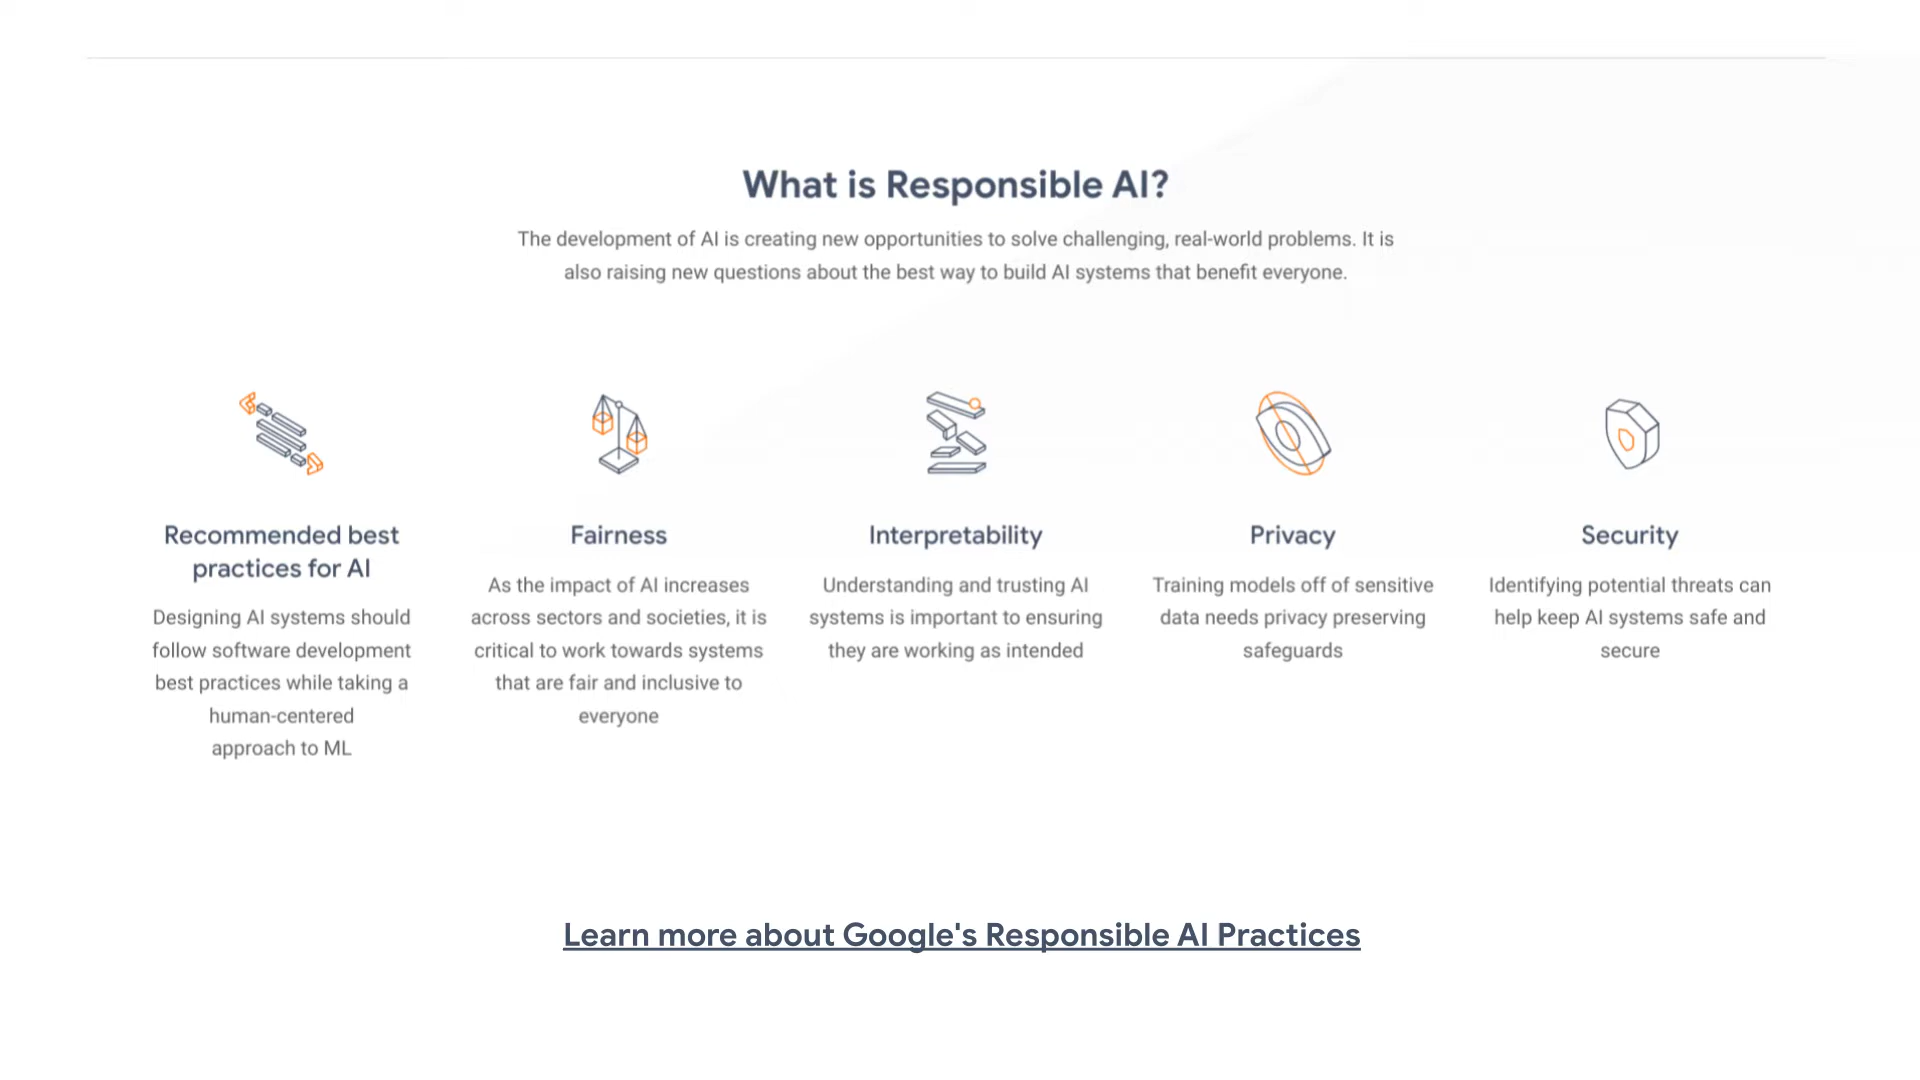 What is Responsible AI?
The development of AI is creating new opportunities to solve challenging, real-world problems. It is
also raising new questions about the best way to build AI systems that benefit everyone.
Recommended best
practices for AI
Designing AI systems should
follow software development
best practices while taking a
human-centered
approach to ML
Fairness
As the impact of AI increases
across sectors and societies, it is
critical to work towards systems
that are fair and inclusive to
everyone
Interpretability
Understanding and trusting AI
systems is important to ensuring
they are working as intended
Privacy
Training models off of sensitive
data needs privacy preserving
safeguards
Security
Identifying potential threats can
help keep AI systems safe and
secure
Learn more about Google's Responsible AI Practices